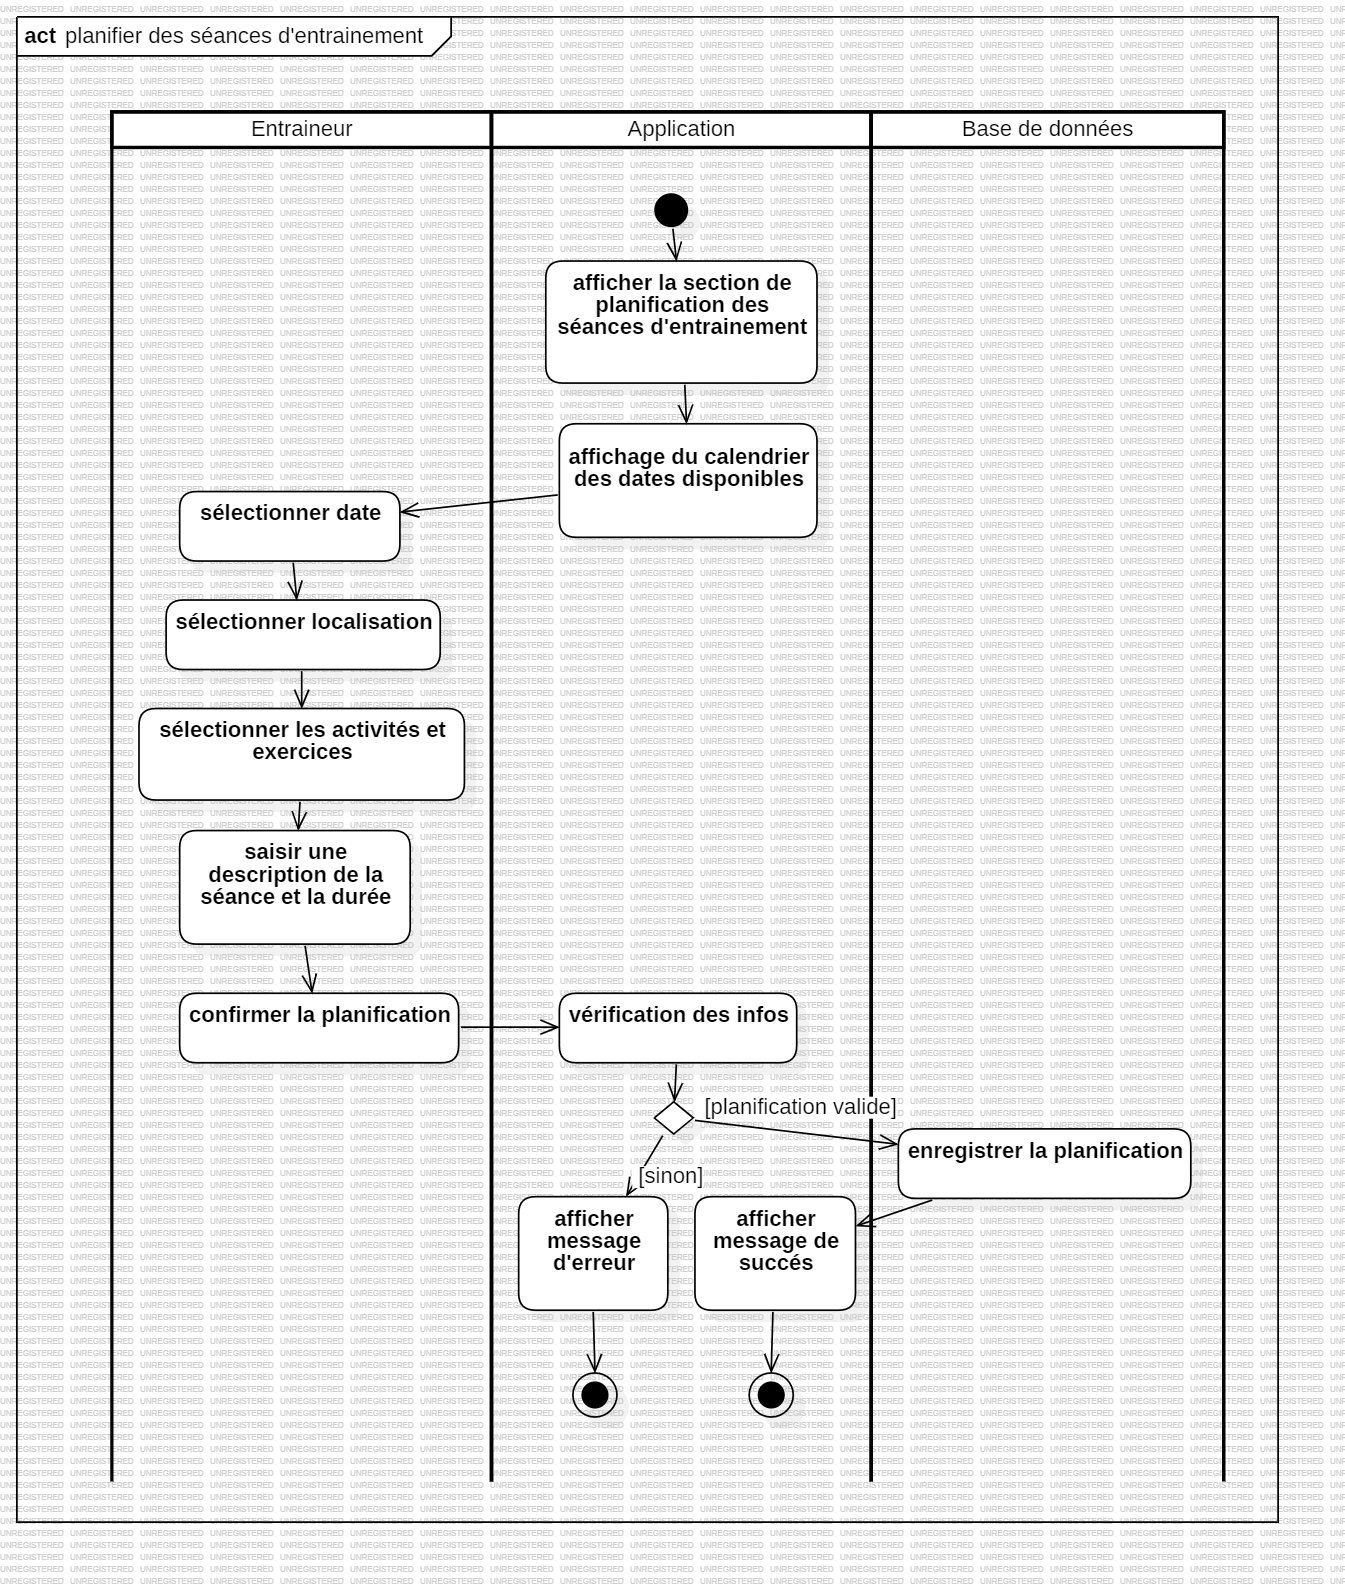 act planifier des séances d'entrainement
Entraineur
Application
Base de données
afficher la section de
planification des
séances d'entrainement
affichage du calendrier
des dates disponibles
sélectionner date
sélectionner localisation
sélectionner les activités et
exercices
saisir une
description de la
séance et la durée
confirmer la planification
vérification des infos
[planification valide]
enregistrer la planification
[sinon]
afficher
message
d'erreur
afficher
message de
succés
UNREGISTERED